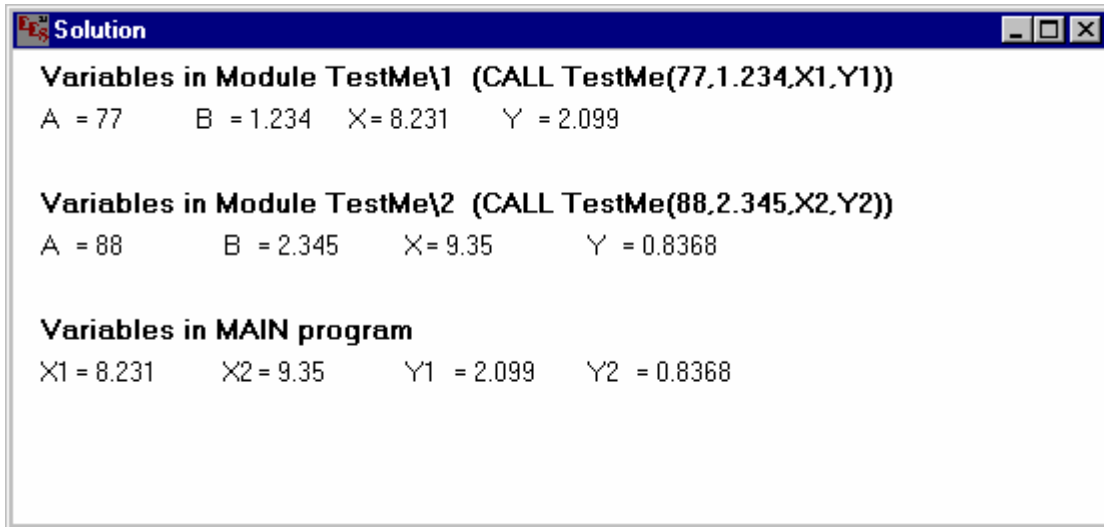 EES Solution
Variables in Module TestMe\1 (CALL TestMe(77,1.234,X1,Y1))
A = 77 B = 1.234 X = 8.231 Y = 2.099
Variables in Module TestMe\2 (CALL TestMe(88,2.345,X2,Y2))
A = 88 B = 2.345 X = 9.35 Y = 0.8368
Variables in MAIN program
X1 = 8.231 X2 = 9.35 Y1 = 2.099 Y2 = 0.8368